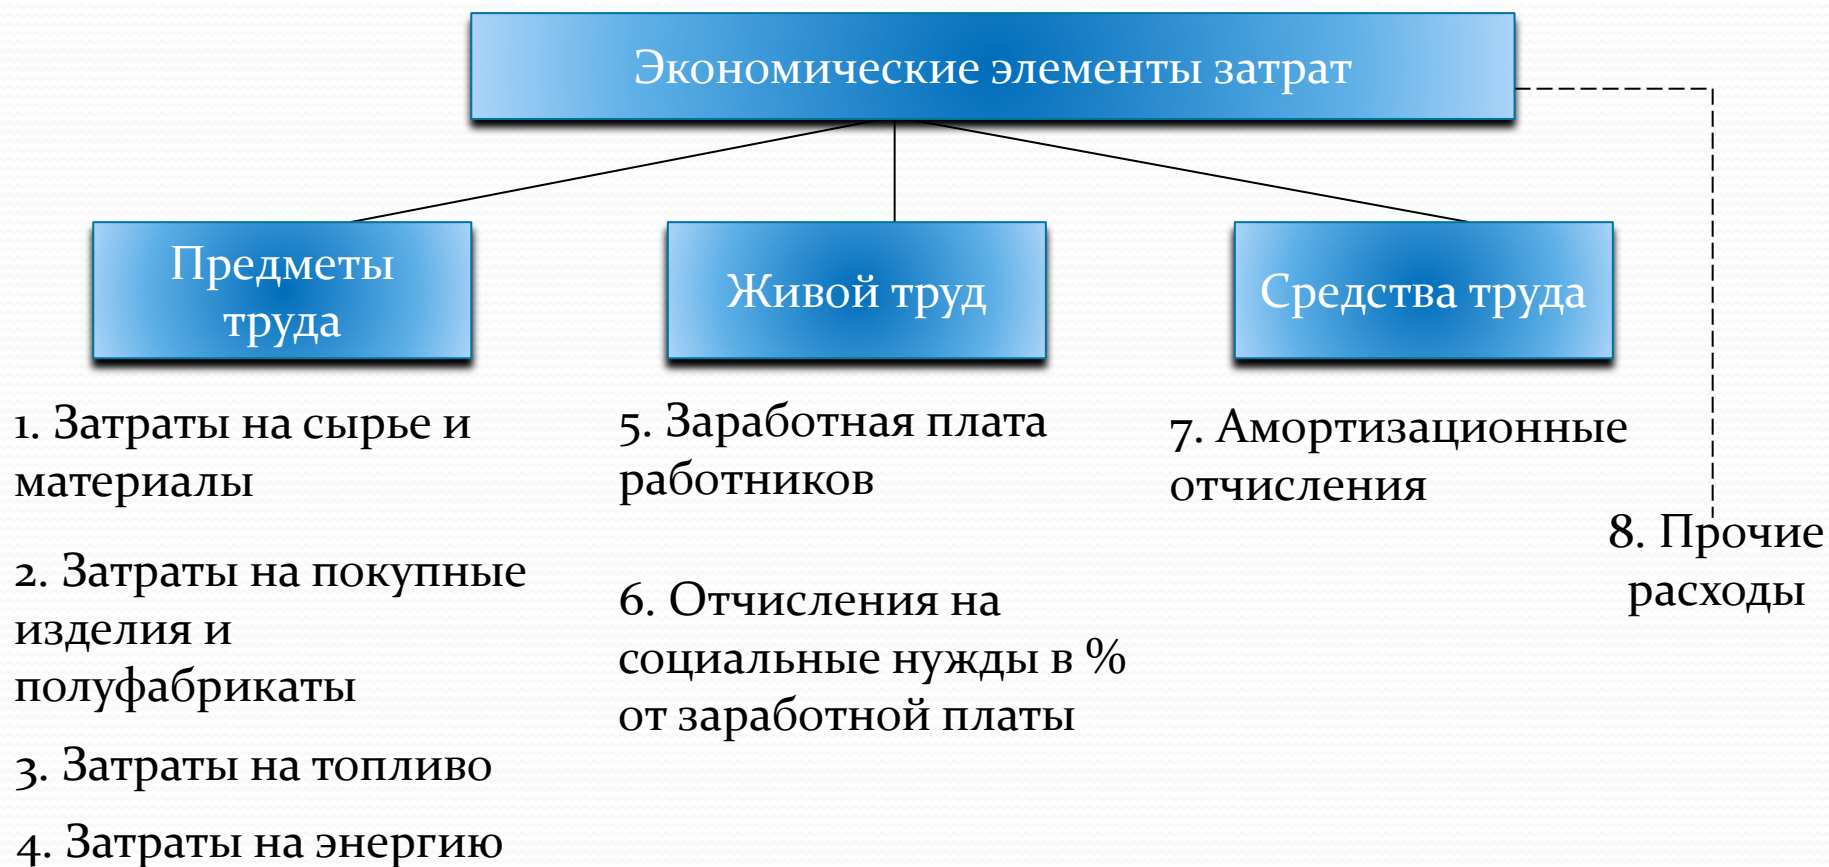 Экономические элементы затрат
Предметы
труда
Живой труд
Средства труда
1. Затраты на сырье и
материалы
2. Затраты на покупные
изделия и
полуфабрикаты
3. Затраты на топливо
4. Затраты на энергию
5. Заработная плата
работников
6. Отчисления на
социальные нужды в %
от заработной платы
7. Амортизационные
отчисления
8. Прочие
расходы